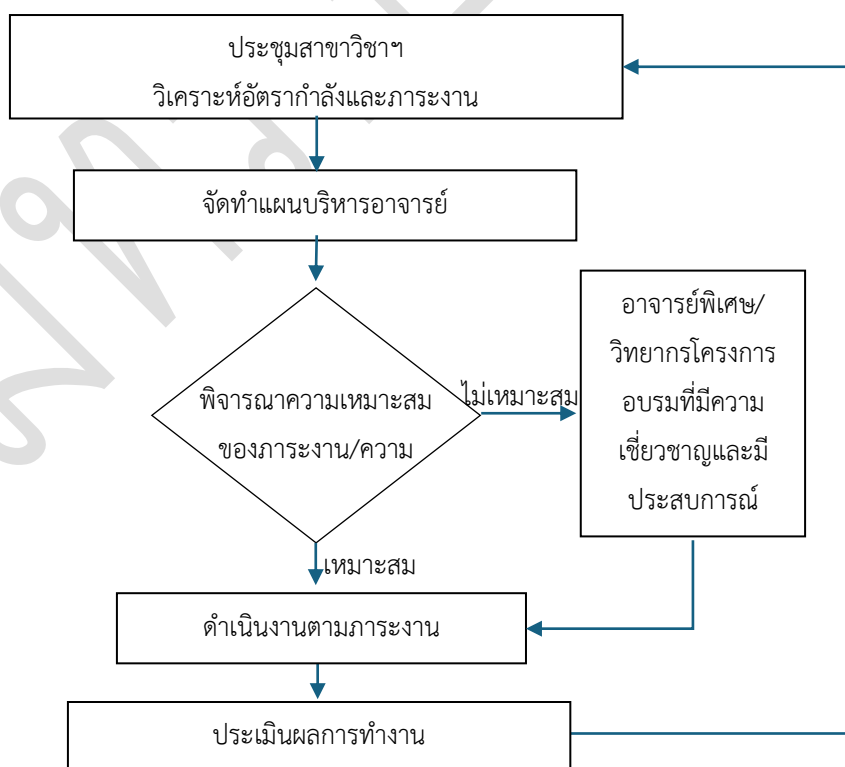 ประชุมสาขาวิชาฯ
วิเคราะห์อัตรากำลังและภาระงาน
จัดทำแผนบริหารอาจารย์
พิจารณาความเหมาะสม
ของภาระงาน/ความ
ไม่เหมาะสม
อาจารย์พิเศษ/
วิทยากรโครงการ
อบรมที่มีความ
เชี่ยวชาญและมี
ประสบการณ์
เหมาะสม
ดำเนินงานตามภาระงาน
ประเมินผลการทำงาน